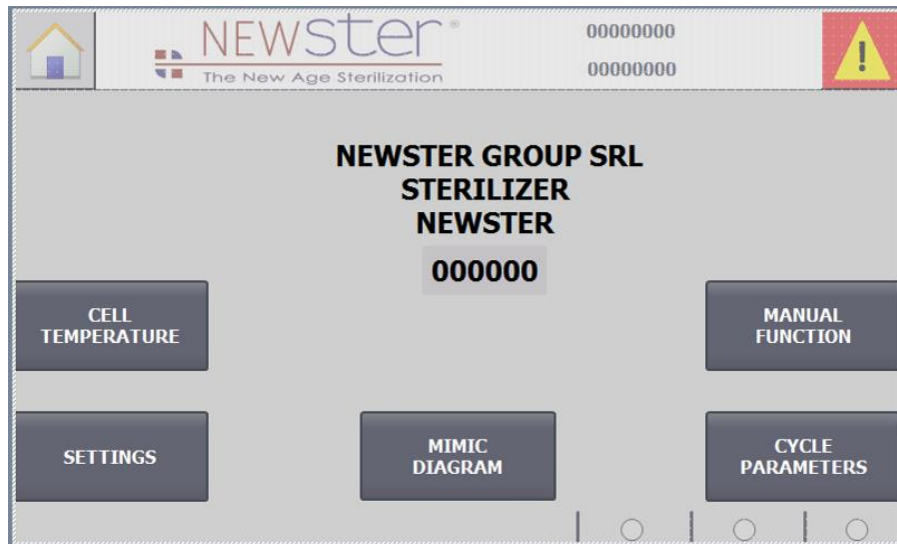 NEWSter®
The New Age Sterilization
00000000
00000000
!
NEWSTER GROUP SRL
STERILIZER
NEWSTER
000000
CELL
TEMPERATURE
MANUAL
FUNCTION
SETTINGS
MIMIC
DIAGRAM
CYCLE
PARAMETERS